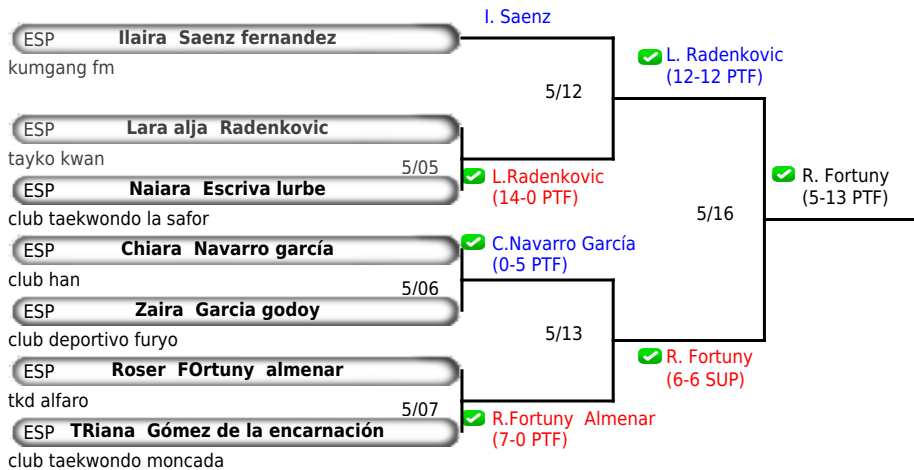 I. Saenz
ESP Ilaira Saenz fernandez
kumgang fm
L. Radenkovic
(12-12 PTF)
5/12
ESP Lara alja Radenkovic
tayko kwan
5/05
L.Radenkovic
(14-0 PTF)
ESP Naiara Escriva lurbe
club taekwondo la safor
R. Fortuny
(5-13 PTF)
5/16
ESP Chiara Navarro garcía
C.Navarro García
(0-5 PTF)
club han
5/06
ESP Zaira Garcia godoy
club deportivo furyo
5/13
R. Fortuny
(6-6 SUP)
ESP Roser FOrtuny almenar
tkd alfaro
5/07
R.Fortuny Almenar
(7-0 PTF)
ESP TRiana Gómez de la encarnación
club taekwondo moncada